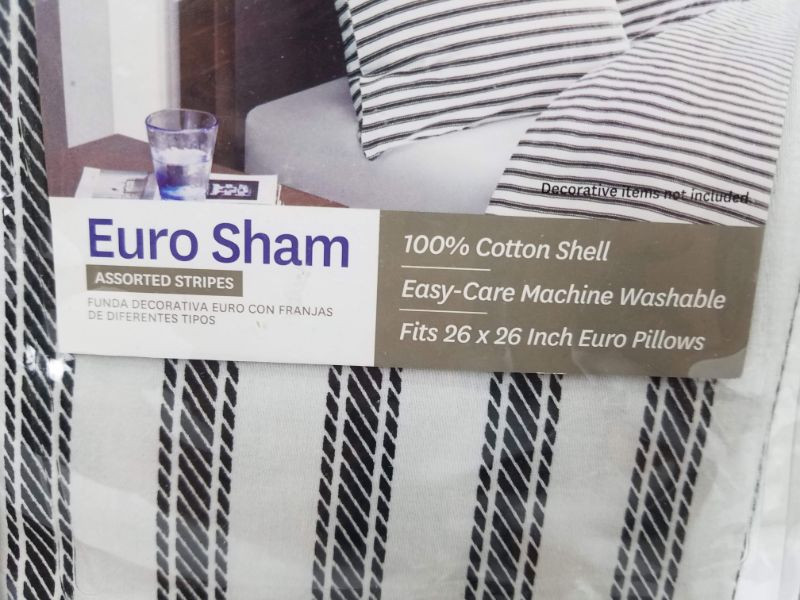 Decorative items not included.
Euro Sham
ASSORTED STRIPES
FUNDA DECORATIVA EURO CON FRANJAS
DE DIFERENTES TIPOS
100% Cotton Shell
Easy-Care Machine Washable
Fits 26 x 26 Inch Euro Pillows